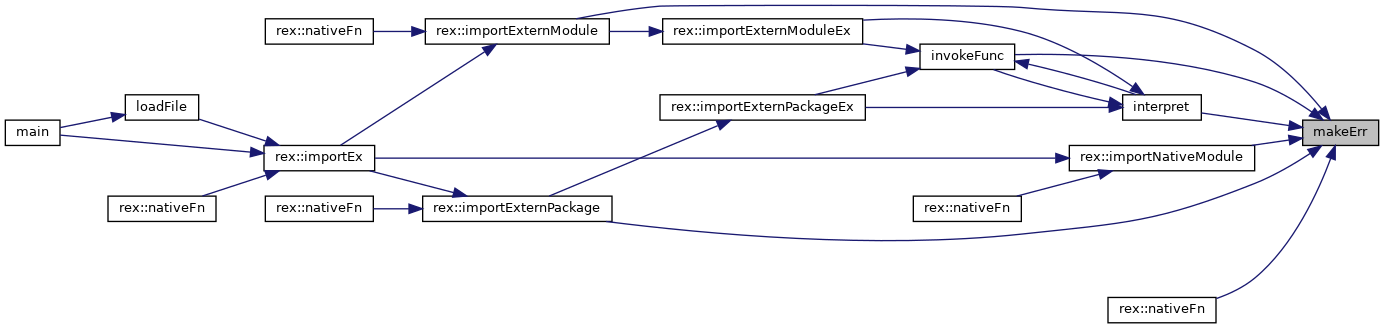 rex::nativeFn
rex::importExternModule
rex::importExternModuleEx
invokeFunc
loadFile
rex::importExternPackageEx
interpret
main
makeErr
rex::importEx
rex::importNativeModule
rex::nativeFn
rex::nativeFn
rex::importExternPackage
rex::nativeFn
rex::nativeFn